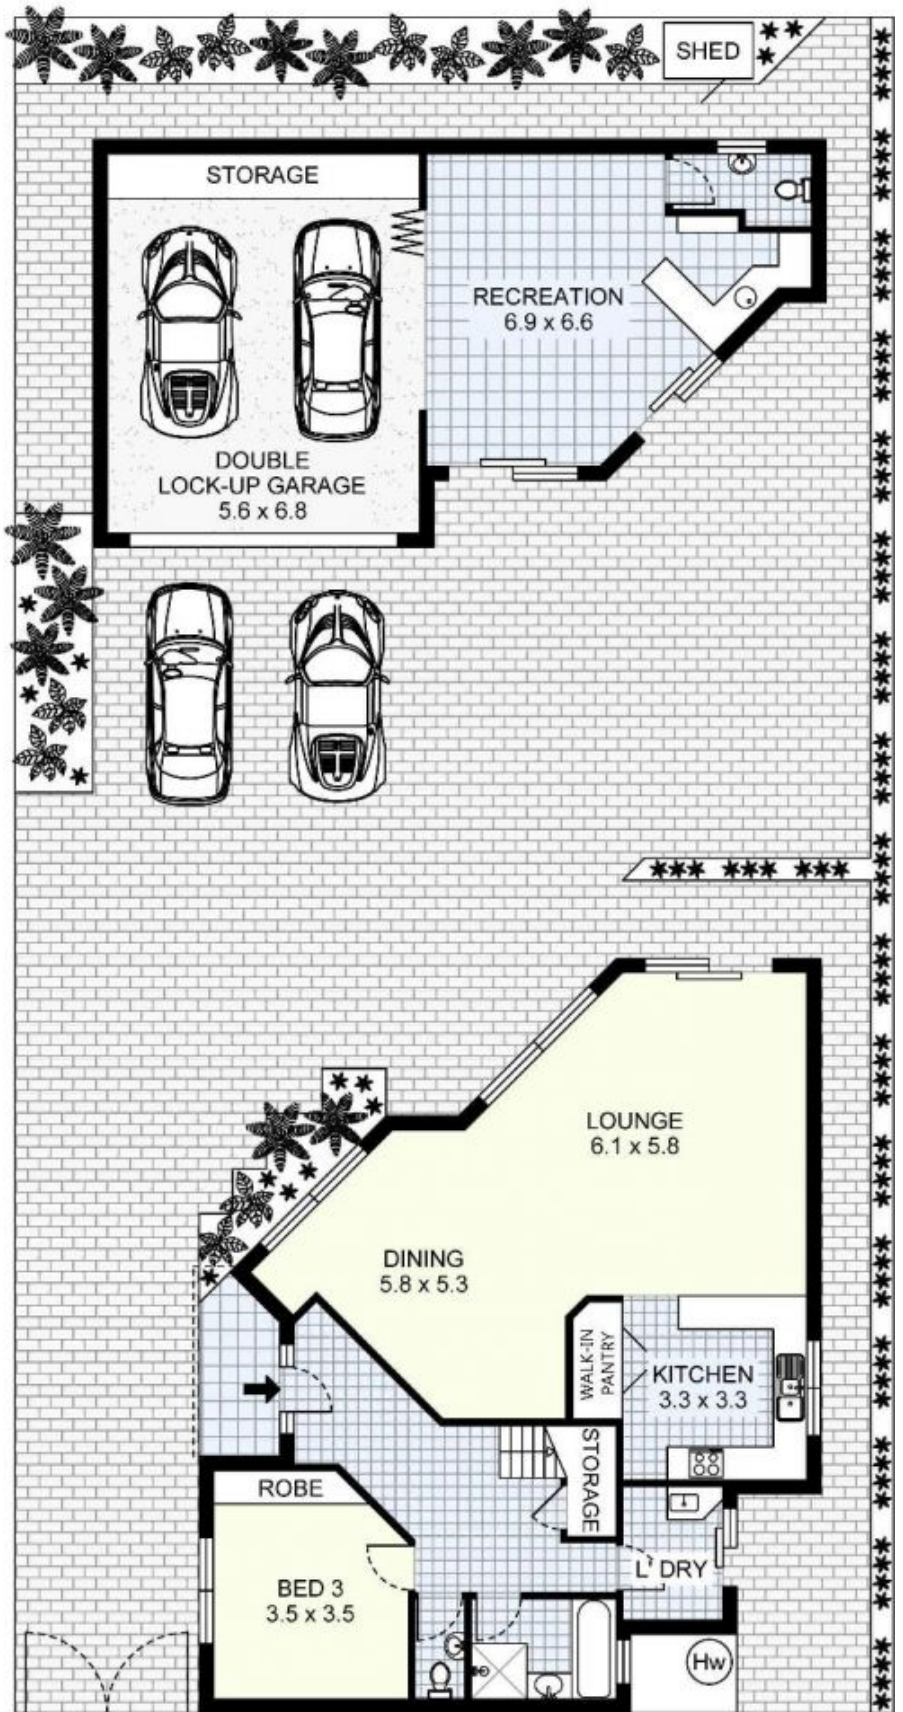 SHED
STORAGE
RECREATION
6.9 x 6.6
DOUBLE
LOCK-UP GARAGE
5.6 x 6.8
LOUNGE
6.1 x 5.8
DINING
5.8 x 5.3
WALK-IN
PANTRY
KITCHEN
3.3 x 3.3
STORAGE
ROBE
L' DRY
BED 3
3.5 x 3.5
Hw